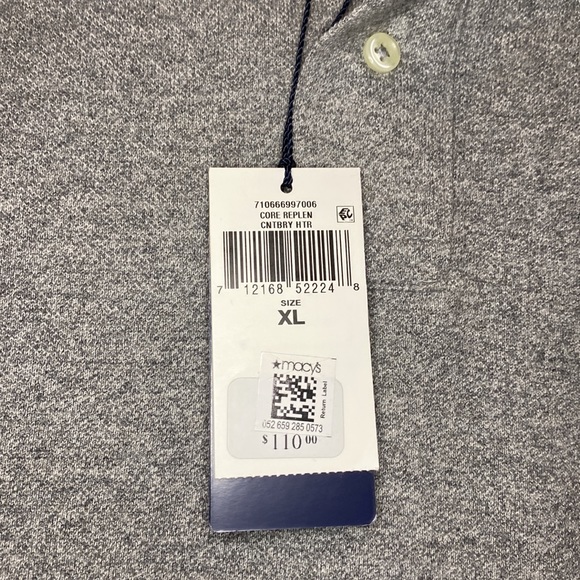 710666997006
CORE REPLEN
CNTBRY HTR
7 12168 52224 8
SIZE
XL
★macy's
Return Label
052 659 285 0573
$110.00